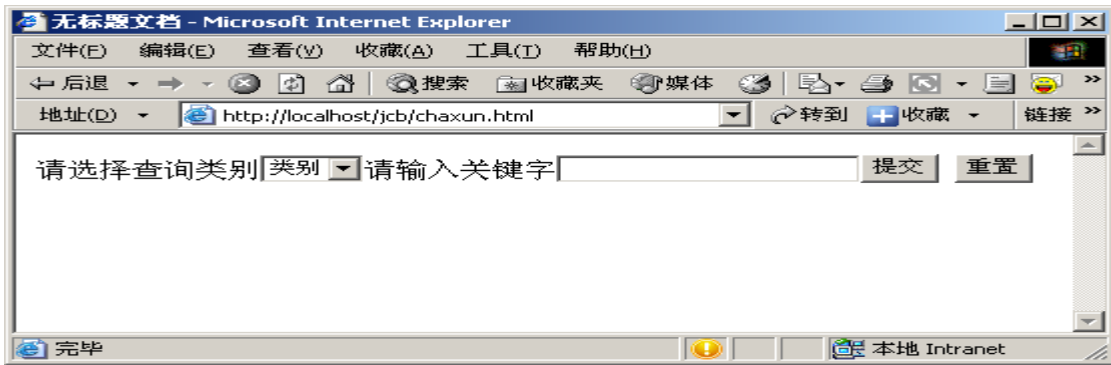 无标题文档 - Microsoft Internet Explorer
文件(F) 编辑(E) 查看(V) 收藏(A) 工具(T) 帮助(H)
后退 搜索 收藏夹 媒体 »
地址(D) http://localhost/jcb/chaxun.html 转到 收藏 链接 »
请选择查询类别 类别 请输入关键字 提交 重置
完毕 本地 Intranet